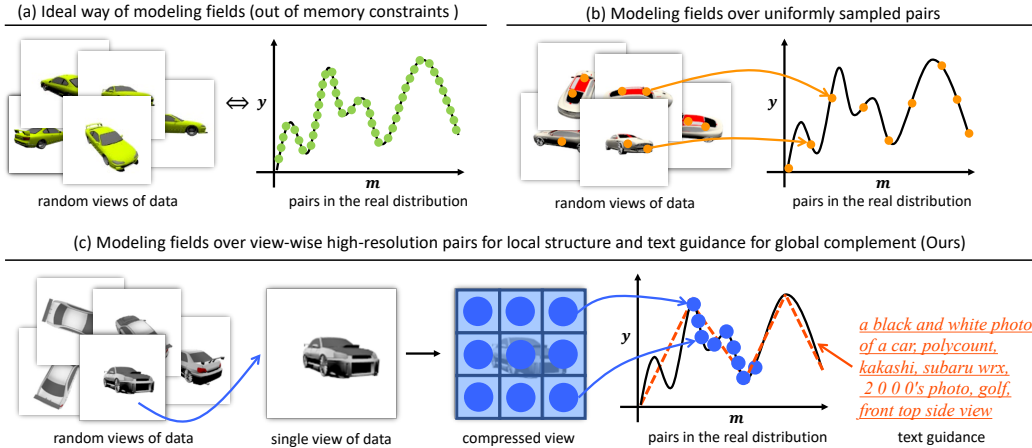 (a) Ideal way of modeling fields (out of memory constraints )
(b) Modeling fields over uniformly sampled pairs
y
m
random views of data
pairs in the real distribution
y
m
random views of data
pairs in the real distribution
(c) Modeling fields over view-wise high-resolution pairs for local structure and text guidance for global complement (Ours)
y
m
a black and white photo
of a car, polycount,
kakashi, subaru wrx,
2 0 0 0's photo, golf,
front top side view
random views of data
single view of data
compressed view
pairs in the real distribution
text guidance